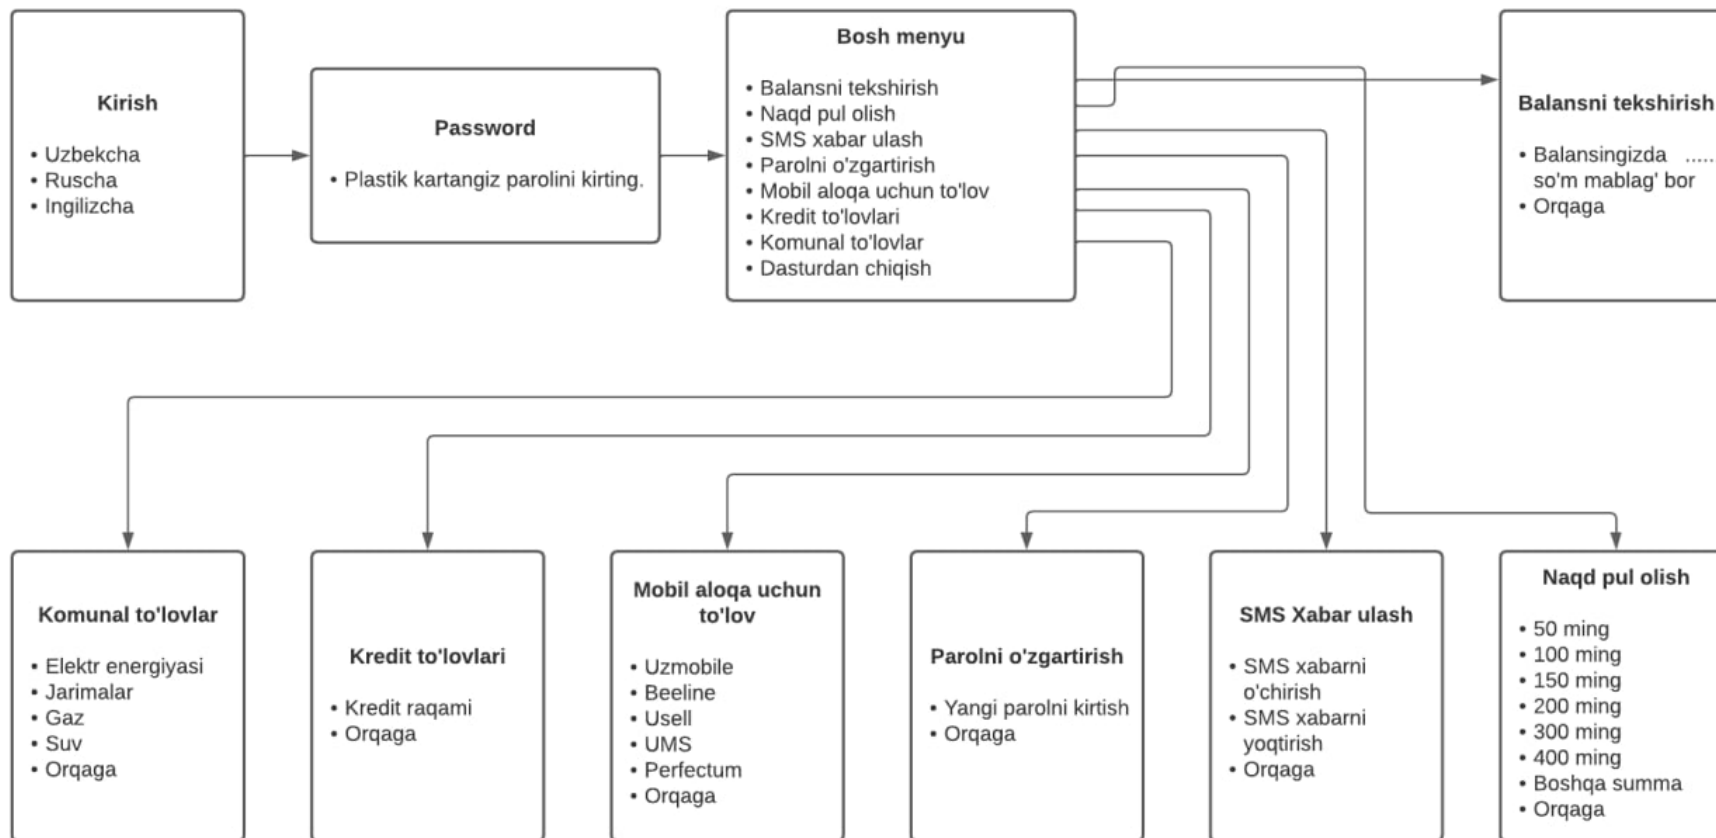 Kirish
• Uzbekcha
• Ruscha
• Ingilizcha
Password
• Plastik kartangiz parolini kirting.
Bosh menyu
• Balansni tekshirish
• Naqd pul olish
• SMS xabar ulash
• Parolni o'zgartirish
• Mobil aloqa uchun to'lov
• Kredit to'lovlari
• Komunal to'lovlar
• Dasturdan chiqish
Balansni tekshirish
• Balansingizda .....
so'm mablag' bor
• Orqaga
Komunal to'lovlar
• Elektr energiyasi
• Jarimalar
• Gaz
• Suv
• Orqaga
Kredit to'lovlari
• Kredit raqami
• Orqaga
Mobil aloqa uchun
to'lov
• Uzmobile
• Beeline
• Usell
• UMS
• Perfectum
• Orqaga
Parolni o'zgartirish
• Yangi parolni kirtish
• Orqaga
SMS Xabar ulash
• SMS xabarni
o'chirish
• SMS xabarni
yoqtirish
• Orqaga
Naqd pul olish
• 50 ming
• 100 ming
• 150 ming
• 200 ming
• 300 ming
• 400 ming
• Boshqa summa
• Orqaga